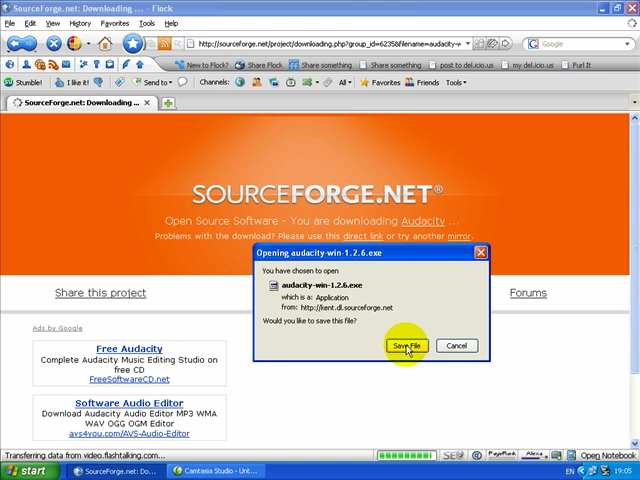 SourceForge.net: Downloading ... - Flock
File Edit View History Favorites Tools Help
http://sourceforge.net/project/downloading.php?group_id=6235&filename=audacity-w
Google
New to Flock? Share Flock Share something Share something post to del.icio.us my del.icio.us Furl It
Stumble! I like it! Send to Channels: All Favorites Friends Tools
SourceForge.net: Downloading ...
SOURCEFORGE.NET®
Open Source Software - You are downloading Audacity ...
Problems with the download? Please use this direct link or try another mirror.
Opening audacity-win-1.2.6.exe
You have chosen to open
audacity-win-1.2.6.exe
which is a: Application
from: http://kent.dl.sourceforge.net
Would you like to save this file?
Save File Cancel
Share this project
Forums
Ads by Google
Free Audacity
Complete Audacity Music Editing Studio on
free CD
FreeSoftwareCD.net
Software Audio Editor
Download Audacity Audio Editor MP3 WMA
WAV OGG OGM Editor
avs4you.com/AVS-Audio-Editor
Transferring data from video.flashtalking.com...
PageRank Alexa Open Notebook
start SourceForge.net: Do... Camtasia Studio - Unt... EN 19:05